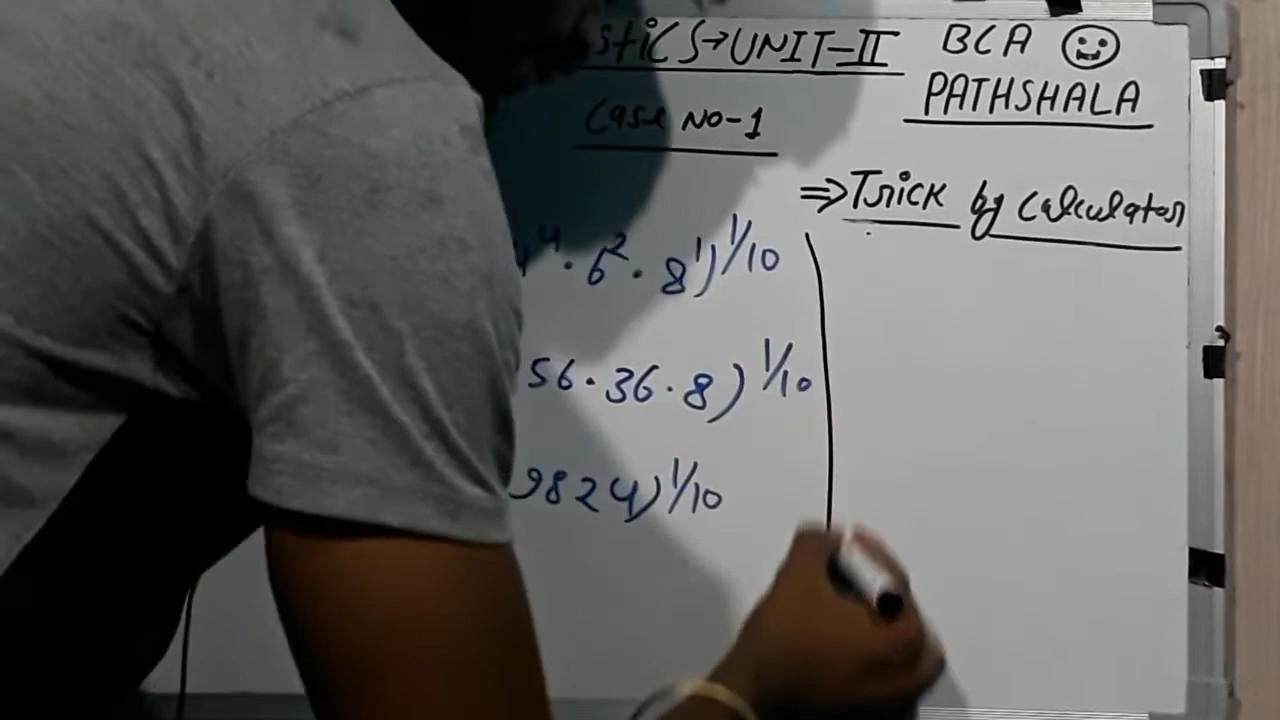 stics→UNIT-II BCA
PATHSHALA
Case No-1
⇒Trick by Calculator
4 · 6² · 8¹)^1/10
56 · 36 · 8)^1/10
9824)^1/10